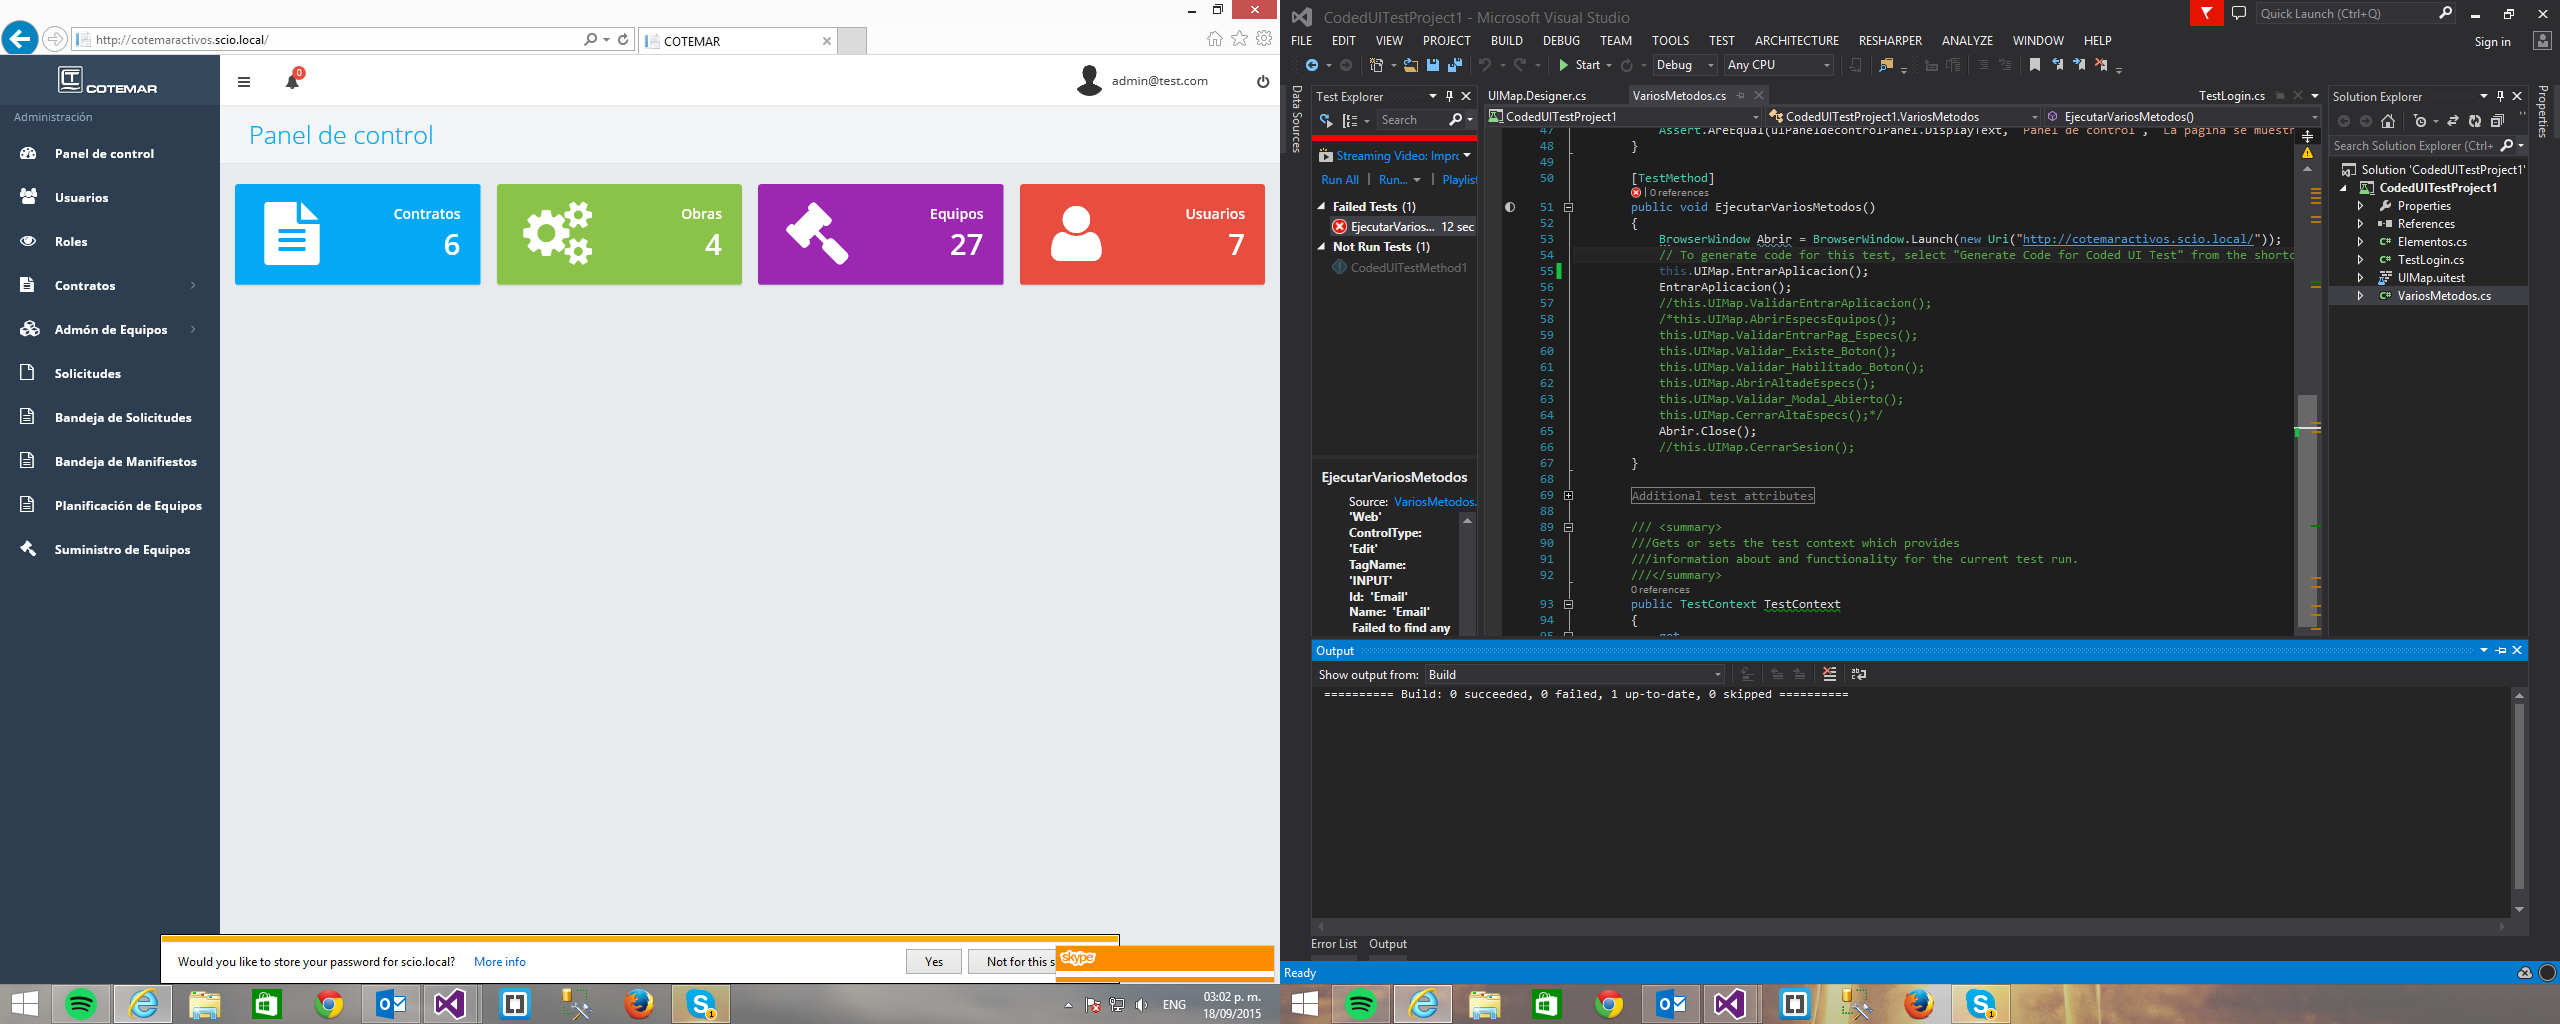 http://cotemaractivos.scio.local/
COTEMAR
COTEMAR
0
admin@test.com
Administración
Panel de control
Panel de control
Usuarios
Roles
Contratos
Admón de Equipos
Solicitudes
Bandeja de Solicitudes
Bandeja de Manifiestos
Planificación de Equipos
Suministro de Equipos
Contratos
6
Obras
4
Equipos
27
Usuarios
7
Would you like to store your password for scio.local? More info
Yes
Not for this s
skype
ENG
03:02 p. m.
18/09/2015
CodedUITestProject1 - Microsoft Visual Studio
Quick Launch (Ctrl+Q)
FILE EDIT VIEW PROJECT BUILD DEBUG TEAM TOOLS TEST ARCHITECTURE RESHARPER ANALYZE WINDOW HELP
Sign in
Start Debug Any CPU
Data Sources
Test Explorer
Search
Streaming Video: Impro
Run All | Run... | Playlist
Failed Tests (1)
EjecutarVarios... 12 sec
Not Run Tests (1)
CodedUITestMethod1
EjecutarVariosMetodos
Source: VariosMetodos.
'Web'
ControlType:
'Edit'
TagName:
'INPUT'
Id: 'Email'
Name: 'Email'
Failed to find any
UIMap.Designer.cs
VariosMetodos.cs
TestLogin.cs
CodedUITestProject1
CodedUITestProject1.VariosMetodos
EjecutarVariosMetodos()
47 Assert.AreEqual(uIPaneldecontrolPanel.DisplayText, "Panel de control", "La pagina se muestr
48 }
49
50 [TestMethod]
| 0 references
51 public void EjecutarVariosMetodos()
52 {
53 BrowserWindow Abrir = BrowserWindow.Launch(new Uri("http://cotemaractivos.scio.local/"));
54 // To generate code for this test, select "Generate Code for Coded UI Test" from the shortc
55 this.UIMap.EntrarAplicacion();
56 EntrarAplicacion();
57 //this.UIMap.ValidarEntrarAplicacion();
58 /*this.UIMap.AbrirEspecsEquipos();
59 this.UIMap.ValidarEntrarPag_Especs();
60 this.UIMap.Validar_Existe_Boton();
61 this.UIMap.Validar_Habilitado_Boton();
62 this.UIMap.AbrirAltadeEspecs();
63 this.UIMap.Validar_Modal_Abierto();
64 this.UIMap.CerrarAltaEspecs();*/
65 Abrir.Close();
66 //this.UIMap.CerrarSesion();
67 }
68
69 Additional test attributes
88
89 /// <summary>
90 ///Gets or sets the test context which provides
91 ///information about and functionality for the current test run.
92 ///</summary>
0 references
93 public TestContext TestContext
94 {
95 get
Solution Explorer
Search Solution Explorer (Ctrl+
Solution 'CodedUITestProject1'
CodedUITestProject1
Properties
References
Elementos.cs
TestLogin.cs
UIMap.uitest
VariosMetodos.cs
Properties
Output
Show output from: Build
========== Build: 0 succeeded, 0 failed, 1 up-to-date, 0 skipped ==========
Error List Output
Ready